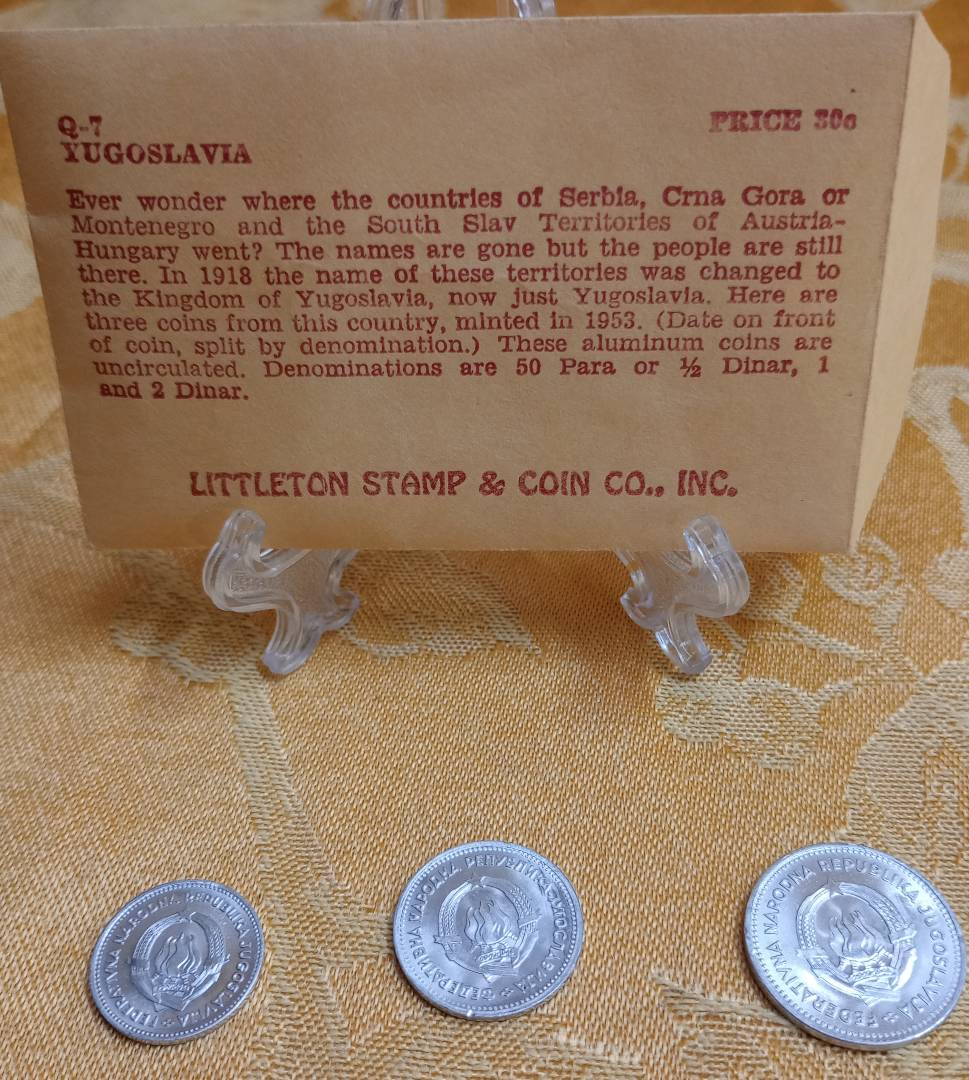 Q-7
PRICE 30c
YUGOSLAVIA
Ever wonder where the countries of Serbia, Crna Gora or
Montenegro and the South Slav Territories of Austria-
Hungary went? The names are gone but the people are still
there. In 1918 the name of these territories was changed to
the Kingdom of Yugoslavia, now just Yugoslavia. Here are
three coins from this country, minted in 1953. (Date on front
of coin, split by denomination.) These aluminum coins are
uncirculated. Denominations are 50 Para or ½ Dinar, 1
and 2 Dinar.
LITTLETON STAMP & COIN CO., INC.
FEDERATIVNA NARODNA REPUBLIKA JUGOSLAVIJA
ФЕДЕРАТИВНА НАРОДНА РЕПУБЛИКА ЈУГОСЛАВИЈА
FEDERATIVNA NARODNA REPUBLIKA JUGOSLAVIJA